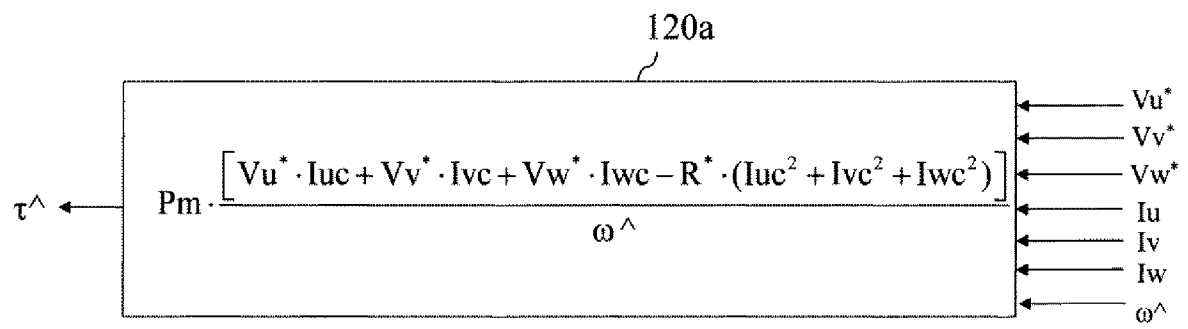 120a
τ^
Pm · [Vu* · Iuc + Vv* · Ivc + Vw* · Iwc − R* · (Iuc² + Ivc² + Iwc²)]
ω^
Vu*
Vv*
Vw*
Iu
Iv
Iw
ω^